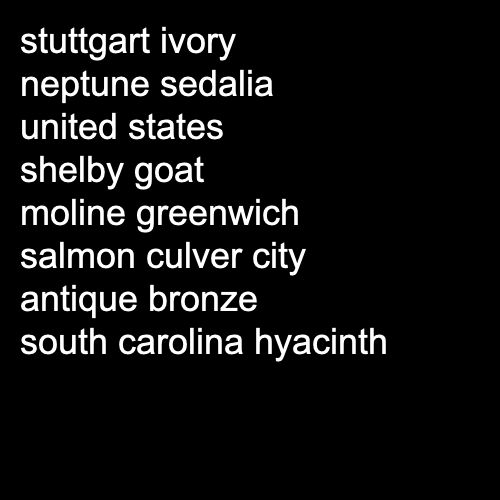 stuttgart ivory
neptune sedalia
united states
shelby goat
moline greenwich
salmon culver city
antique bronze
south carolina hyacinth